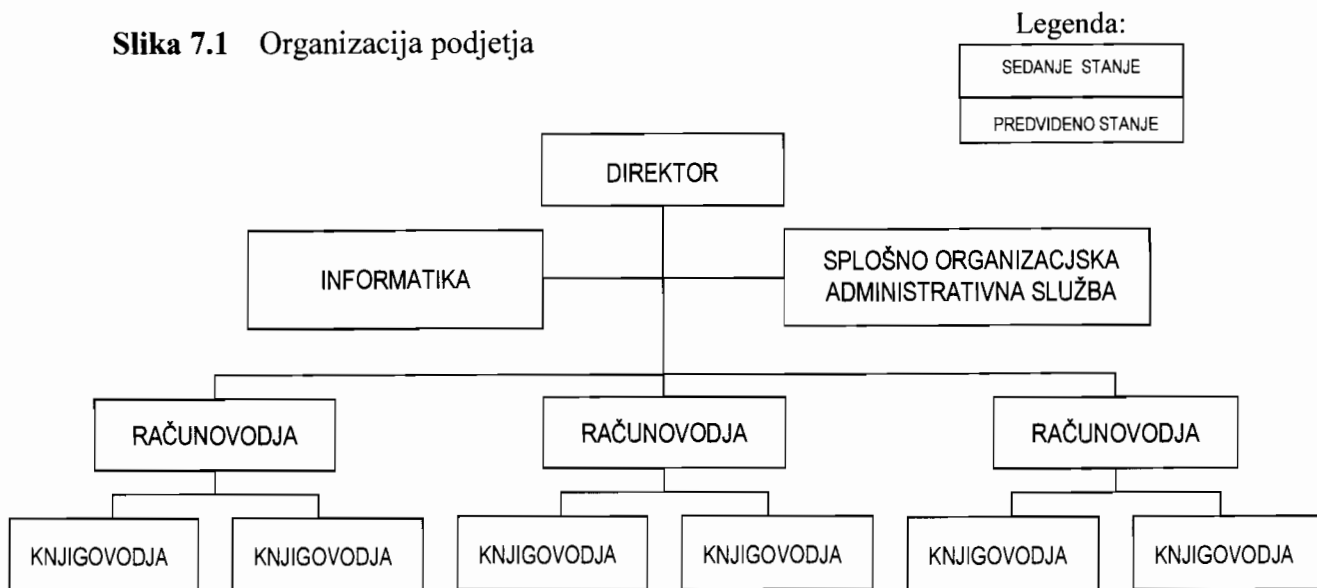 Slika 7.1 Organizacija podjetja
Legenda:
SEDANJE STANJE
PREDVIDENO STANJE
DIREKTOR
INFORMATIKA
SPLOŠNO ORGANIZACJSKA
ADMINISTRATIVNA SLUŽBA
RAČUNOVODJA
RAČUNOVODJA
RAČUNOVODJA
KNJIGOVODJA
KNJIGOVODJA
KNJIGOVODJA
KNJIGOVODJA
KNJIGOVODJA
KNJIGOVODJA